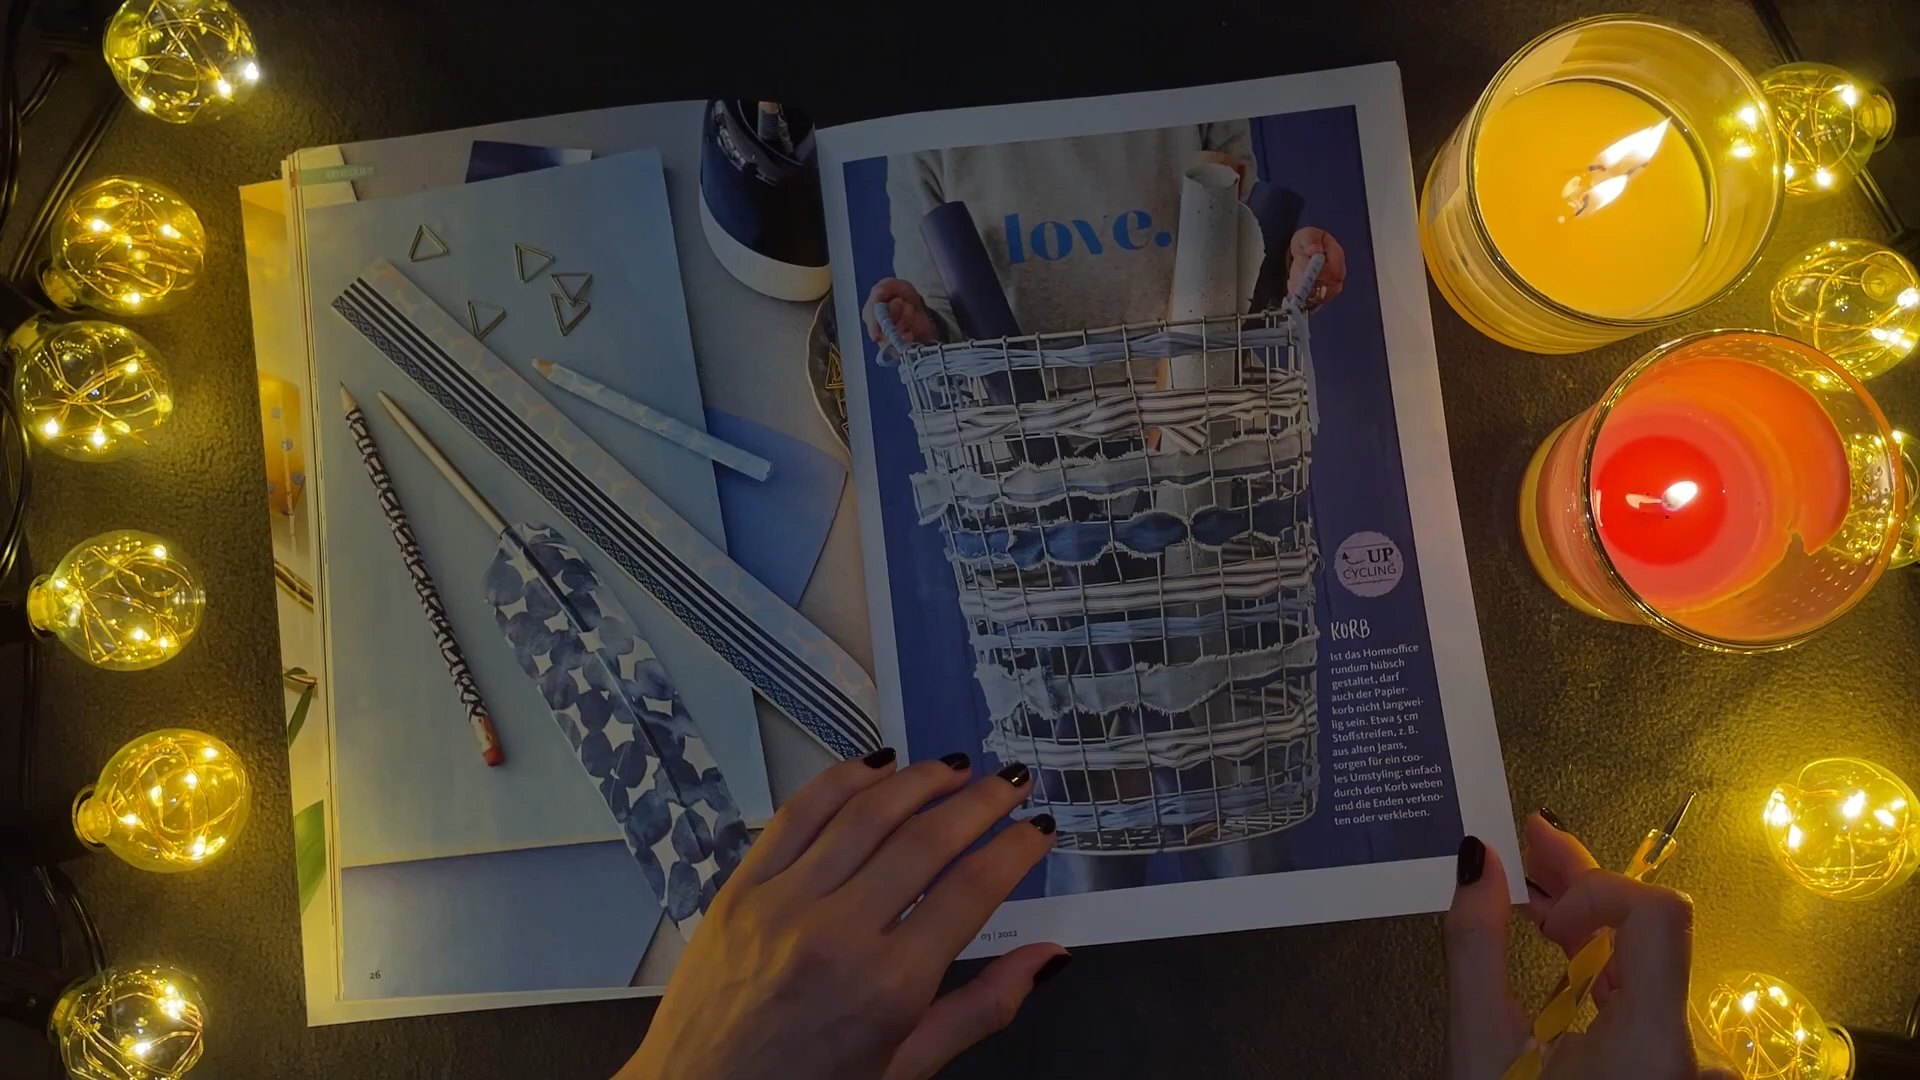 love.
UP
CYCLING
KORB
Ist das Homeoffice
rundum hübsch
gestaltet, darf
auch der Papier-
korb nicht langwei-
lig sein. Etwa 5 cm
Stoffstreifen, z. B.
aus alten Jeans,
sorgen für ein coo-
les Umstyling: einfach
durch den Korb weben
und die Enden verkno-
ten oder verkleben.
26
03 | 2022